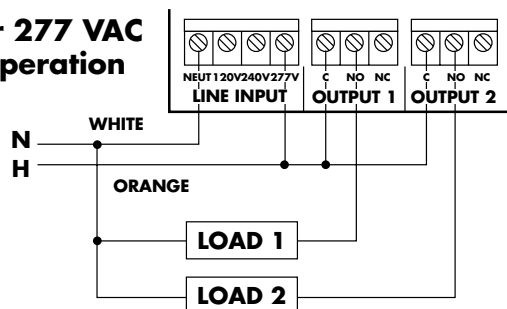 277 VAC
peration
NEUT 120V 240V 277V
C NO NC
C NO NC
LINE INPUT
OUTPUT 1
OUTPUT 2
WHITE
N
H
ORANGE
LOAD 1
LOAD 2